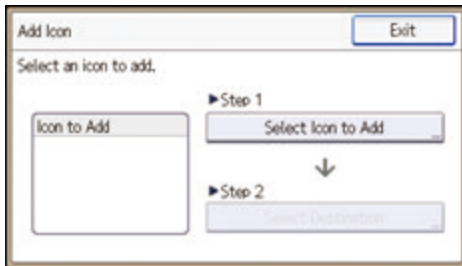 Add Icon
Exit
Select an icon to add.
Icon to Add
▶Step 1
Select Icon to Add
▶Step 2
Select Destination